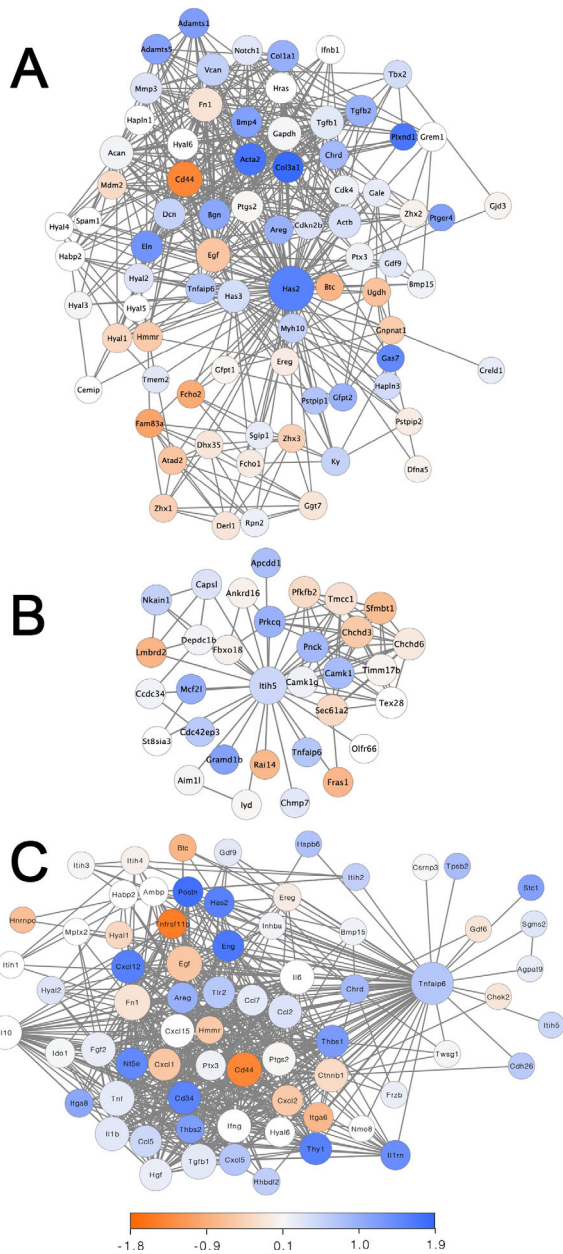 A
Adamts1
Adamts5
Notch1
Col1a1
Ifnb1
Mmp3
Vcan
Tbx2
Hras
Fn1
Hapln1
Bmp4
Tgfb1
Tgfb2
Plxnd1
Grem1
Acan
Hyal6
Gapdh
Chrd
Acta2
Col3a1
Mdm2
Cd44
Cdk4
Gale
Gjd3
Hyal4
Spam1
Dcn
Bgn
Ptgs2
Zhx2
Ptger4
Areg
Cdkn2b
Actb
Habp2
Eln
Egf
Ptx3
Gdf9
Hyal2
Tnfaip6
Has3
Has2
Btc
Ugdh
Bmp15
Hyal3
Hyal5
Myh10
Gnpnat1
Hyal1
Hmmr
Gas7
Creld1
Cemip
Tmem2
Gfpt1
Ereg
Hapln3
Fcho2
Pstpip1
Gfpt2
Fam83a
Pstpip2
Dhx35
Sgip1
Zhx3
Atad2
Fcho1
Ky
Dfna5
Zhx1
Derl1
Rpn2
Ggt7
B
Apcdd1
Capsl
Ankrd16
Pfkfb2
Nkain1
Tmcc1
Sfmbt1
Prkcq
Depdc1b
Chchd3
Chchd6
Lmbrd2
Fbxo18
Pnck
Camk1
Timm17b
Itih5
Camk1g
Ccdc34
Mcf2l
Tex28
Sec61a2
St8sia3
Cdc42ep3
Olfr66
Gramd1b
Rai14
Tnfaip6
Aim1l
Fras1
Iyd
Chmp7
C
Btc
Gdf9
Hspb6
Itih3
Itih4
Itih2
Csrnp3
Tpsb2
Habp2
Ambp
Postn
Has2
Ereg
Stc1
Hnrnpc
Tnfrsf11b
Inhba
Bmp15
Gdf6
Sgms2
Mptx2
Hyal1
Eng
Itih1
Cxcl12
Egf
Il6
Agpat9
Hyal2
Tlr2
Ccl7
Chrd
Tnfaip6
Fn1
Areg
Ccl2
Chek2
Itih5
Il10
Cxcl15
Hmmr
Thbs1
Ido1
Fgf2
Twsg1
Nt5e
Cxcl1
Ptx3
Cd44
Ptgs2
Ctnnb1
Cdh26
Itga8
Tnf
Cd34
Cxcl2
Frzb
Itga6
Il1b
Ccl5
Thbs2
Ifng
Hyal6
Nme8
Thy1
Il1rn
Hgf
Tgfb1
Cxcl5
Rhbdl2
-1.8 -0.9 0.1 1.0 1.9